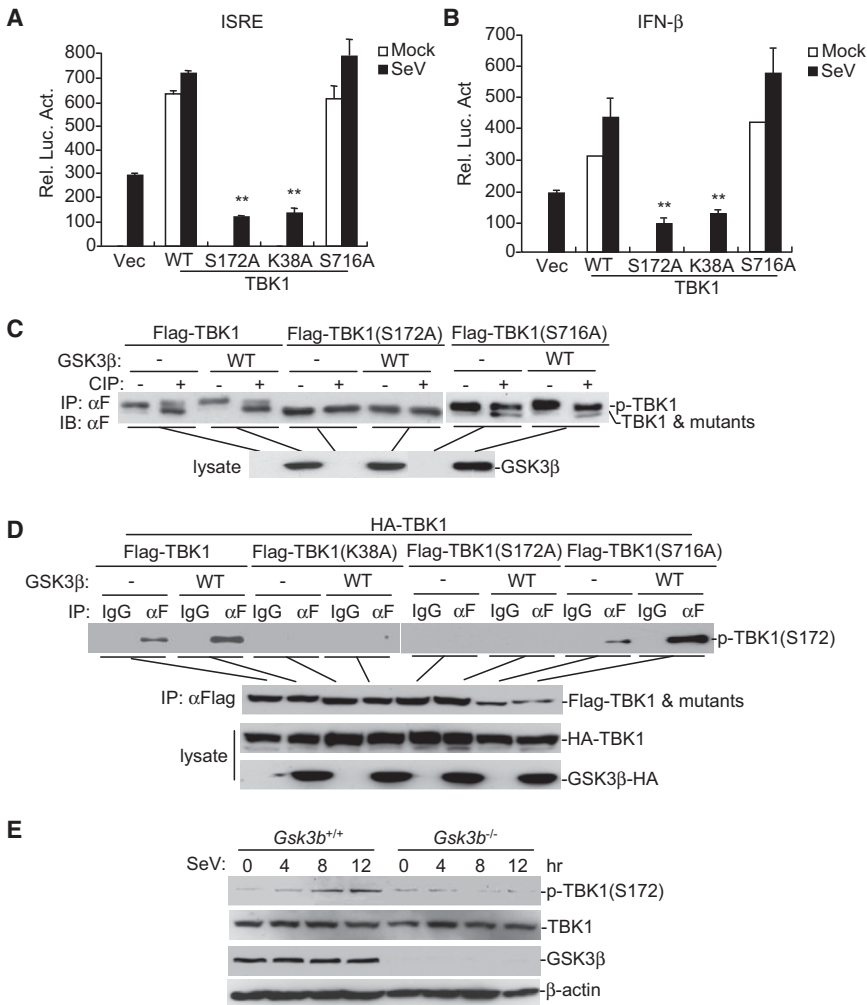 A
ISRE
Rel. Luc. Act.
800
700
600
500
400
300
200
100
0
Mock
SeV
**
**
Vec
WT
S172A
K38A
S716A
TBK1
B
IFN-β
Rel. Luc. Act
700
600
500
400
300
200
100
0
Mock
SeV
**
**
Vec
WT
S172A
K38A
S716A
TBK1
C
Flag-TBK1 Flag-TBK1(S172A) Flag-TBK1(S716A)
GSK3β: - WT - WT - WT
CIP: - + - + - + - + - + - +
IP: αF
IB: αF
-p-TBK1
-TBK1 & mutants
lysate
-GSK3β
D
HA-TBK1
Flag-TBK1 Flag-TBK1(K38A) Flag-TBK1(S172A) Flag-TBK1(S716A)
GSK3β: - WT - WT - WT - WT
IP: IgG αF IgG αF IgG αF IgG αF IgG αF IgG αF IgG αF IgG αF
-p-TBK1(S172)
IP: αFlag
-Flag-TBK1 & mutants
lysate
-HA-TBK1
-GSK3β-HA
E
Gsk3b+/+ Gsk3b-/-
SeV: 0 4 8 12 0 4 8 12 hr
-p-TBK1(S172)
-TBK1
-GSK3β
-β-actin